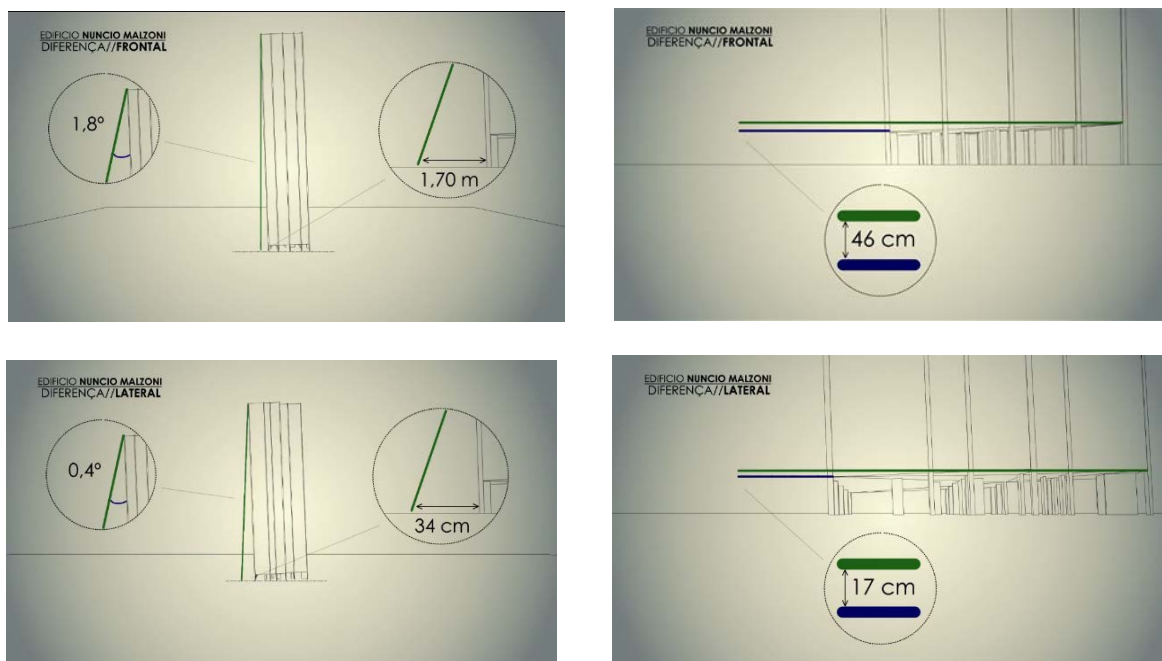 EDIFICIO NUNCIO MALZONI
DIFERENÇA//FRONTAL
1,8º
1,70 m
EDIFICIO NUNCIO MALZONI
DIFERENÇA//FRONTAL
46 cm
EDIFICIO NUNCIO MALZONI
DIFERENÇA//LATERAL
0,4º
34 cm
EDIFICIO NUNCIO MALZONI
DIFERENÇA//LATERAL
17 cm